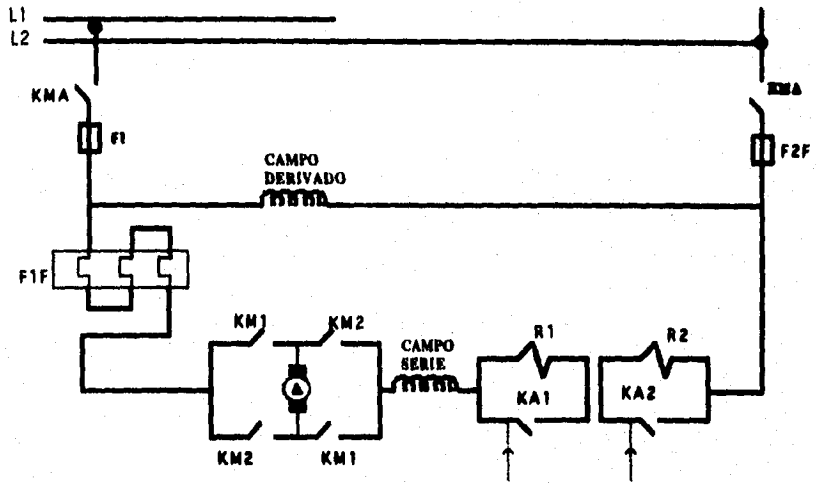 L1
L2
KMA
KMA
F1
F2F
CAMPO
DERIVADO
F1F
KM1
KM2
CAMPO
SERIE
R1
R2
KA1
KA2
A
KM2
KM1